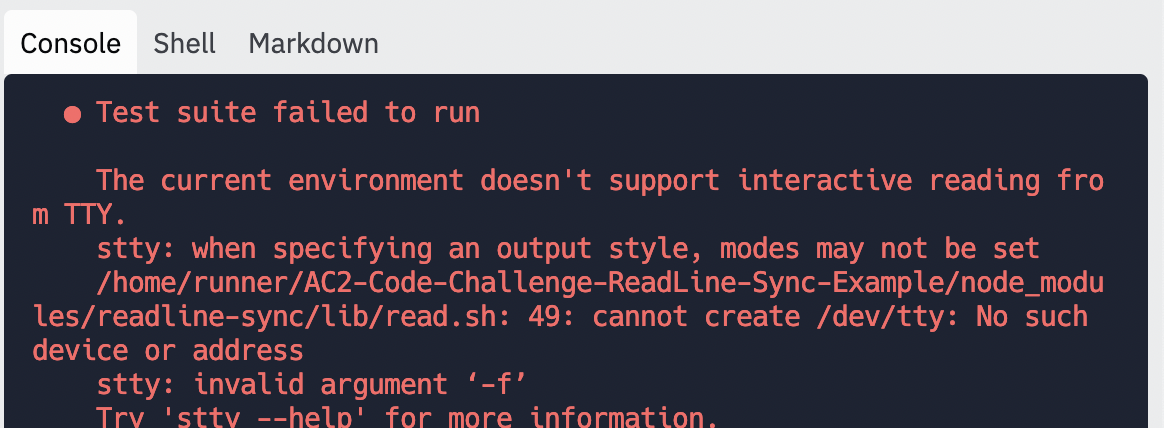 Console Shell Markdown
● Test suite failed to run
The current environment doesn't support interactive reading fro
m TTY.
stty: when specifying an output style, modes may not be set
/home/runner/AC2-Code-Challenge-ReadLine-Sync-Example/node_modu
les/readline-sync/lib/read.sh: 49: cannot create /dev/tty: No such
device or address
stty: invalid argument ‘-f’
Try 'stty --help' for more information.